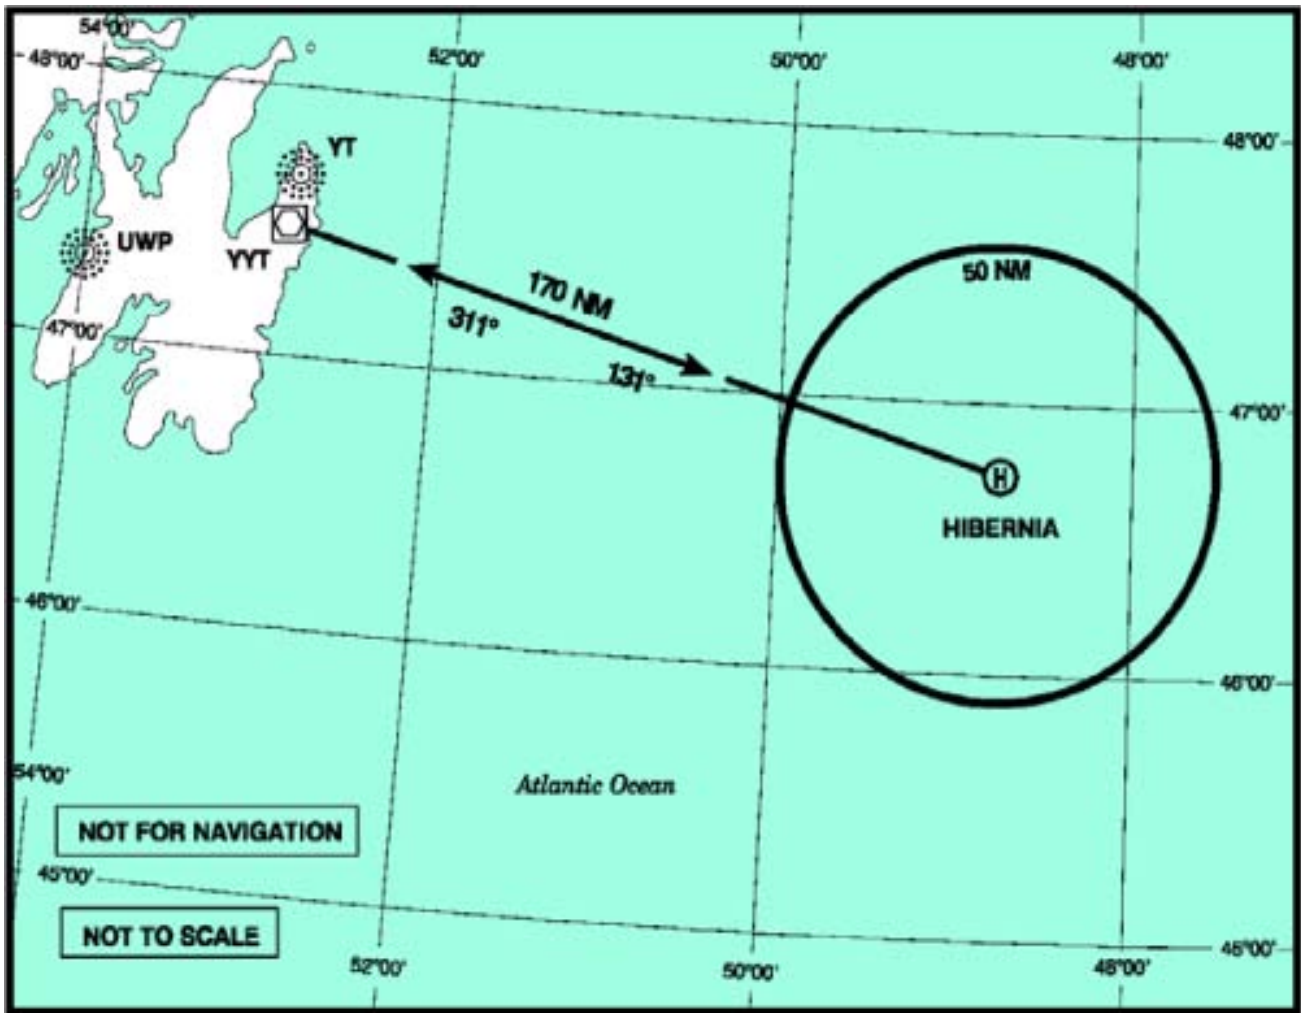 54°00'
48°00'
52°00'
50°00'
48°00'
48°00'
YT
UWP
YYT
50 NM
170 NM
311°
131°
47°00'
47°00'
H
HIBERNIA
46°00'
46°00'
54°00'
Atlantic Ocean
NOT FOR NAVIGATION
45°00'
NOT TO SCALE
45°00'
52°00'
50°00'
48°00'